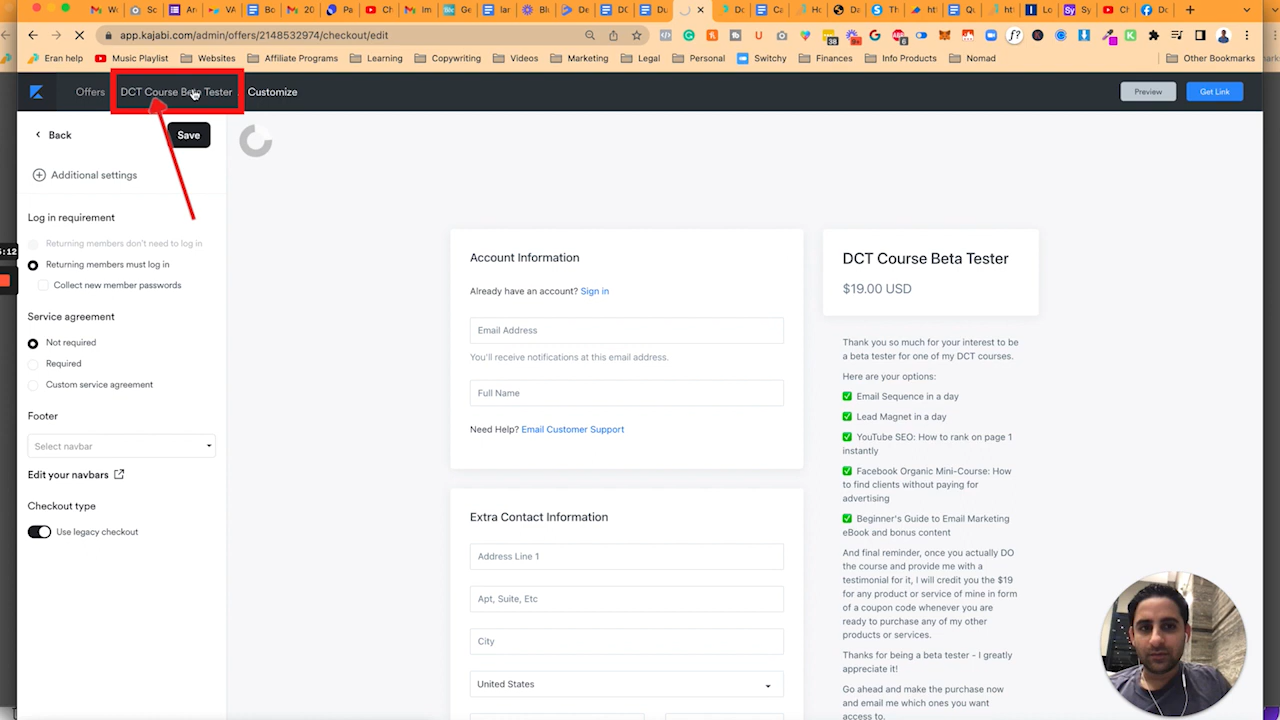 app.kajabi.com/admin/offers/2148532974/checkout/edit
Eran help
Music Playlist
Websites
Affiliate Programs
Learning
Copywriting
Videos
Marketing
Legal
Personal
Switchy
Finances
Info Products
Nomad
Other Bookmarks
Offers
DCT Course Beta Tester
Customize
Preview
Get Link
Back
Save
Additional settings
Log in requirement
Returning members don't need to log in
Returning members must log in
Collect new member passwords
Service agreement
Not required
Required
Custom service agreement
Footer
Select navbar
Edit your navbars
Checkout type
Use legacy checkout
Account Information
Already have an account? Sign in
Email Address
You'll receive notifications at this email address.
Full Name
Need Help? Email Customer Support
Extra Contact Information
Address Line 1
Apt, Suite, Etc
City
United States
DCT Course Beta Tester
$19.00 USD
Thank you so much for your interest to be
a beta tester for one of my DCT courses.
Here are your options:
✅ Email Sequence in a day
✅ Lead Magnet in a day
✅ YouTube SEO: How to rank on page 1
instantly
✅ Facebook Organic Mini-Course: How
to find clients without paying for
advertising
✅ Beginner's Guide to Email Marketing
eBook and bonus content
And final reminder, once you actually DO
the course and provide me with a
testimonial for it, I will credit you the $19
for any product or service of mine in form
of a coupon code whenever you are
ready to purchase any of my other
products or services.
Thanks for being a beta tester - I greatly
appreciate it!
Go ahead and make the purchase now
and email me which ones you want
access to.